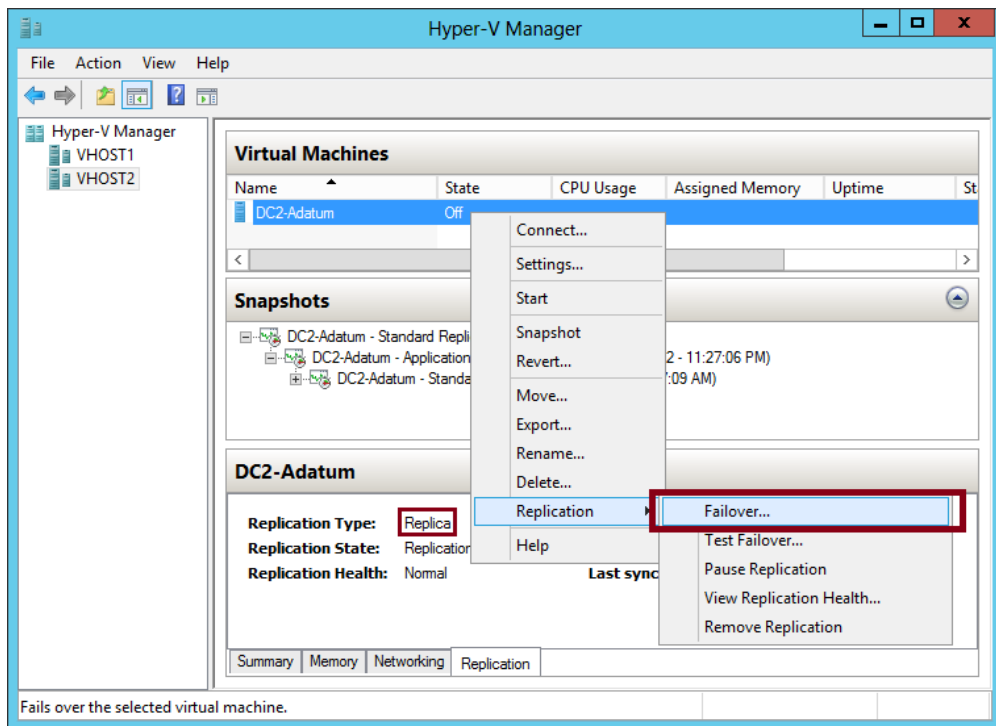 Hyper-V Manager
File Action View Help
Hyper-V Manager
VHOST1
VHOST2
Virtual Machines
Name State CPU Usage Assigned Memory Uptime St
DC2-Adatum Off
Snapshots
DC2-Adatum - Standard Repli
DC2-Adatum - Application 2 - 11:27:06 PM)
DC2-Adatum - Standa :09 AM)
DC2-Adatum
Replication Type: Replica
Replication State: Replication
Replication Health: Normal Last sync
Summary Memory Networking Replication
Connect...
Settings...
Start
Snapshot
Revert...
Move...
Export...
Rename...
Delete...
Replication
Help
Failover...
Test Failover...
Pause Replication
View Replication Health...
Remove Replication
Fails over the selected virtual machine.